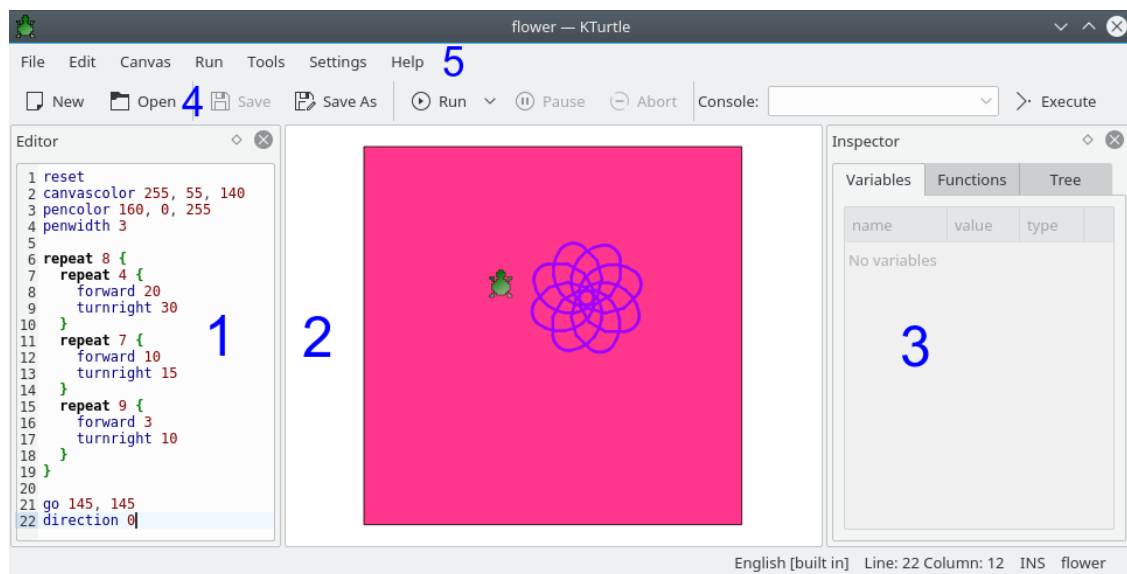 flower — KTurtle
File Edit Canvas Run Tools Settings Help 5
New Open 4 Save Save As Run Pause Abort Console: Execute
Editor
1 reset
2 canvascolor 255, 55, 140
3 pencolor 160, 0, 255
4 penwidth 3
5
6 repeat 8 {
7   repeat 4 {
8     forward 20
9     turnright 30
10   }
11   repeat 7 {
12     forward 10
13     turnright 15
14   }
15   repeat 9 {
16     forward 3
17     turnright 10
18   }
19 }
20
21 go 145, 145
22 direction 0
1
2
Inspector
Variables Functions Tree
name value type
No variables
3
English [built in] Line: 22 Column: 12 INS flower